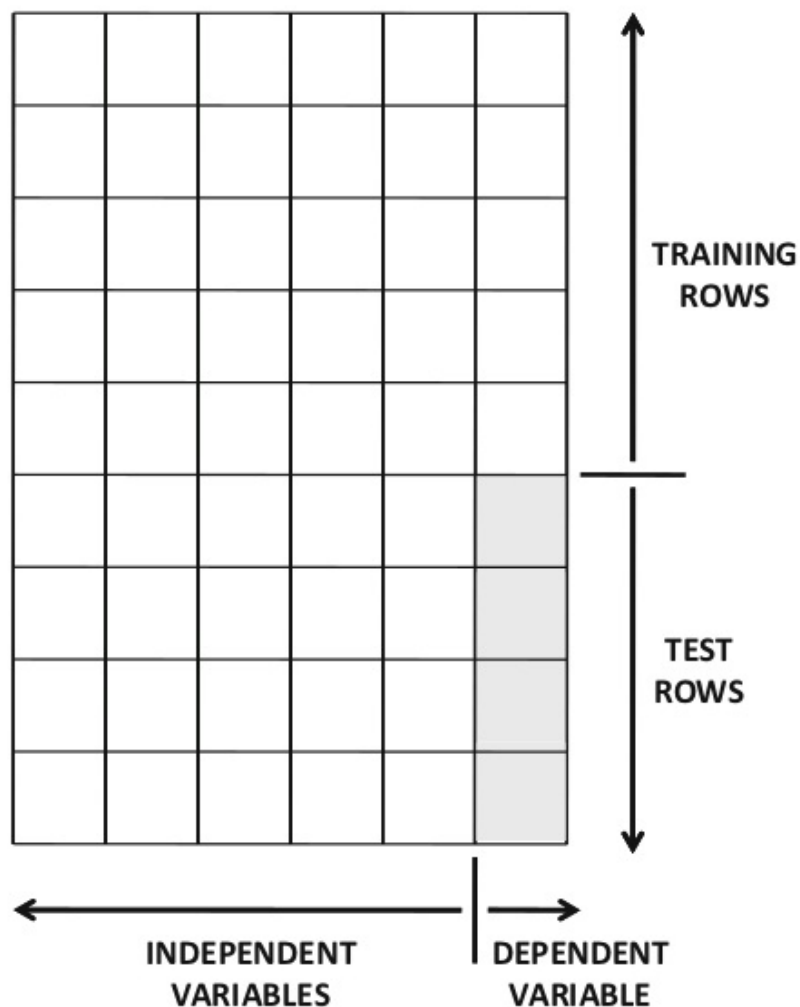 TRAINING
ROWS
TEST
ROWS
INDEPENDENT
VARIABLES
DEPENDENT
VARIABLE